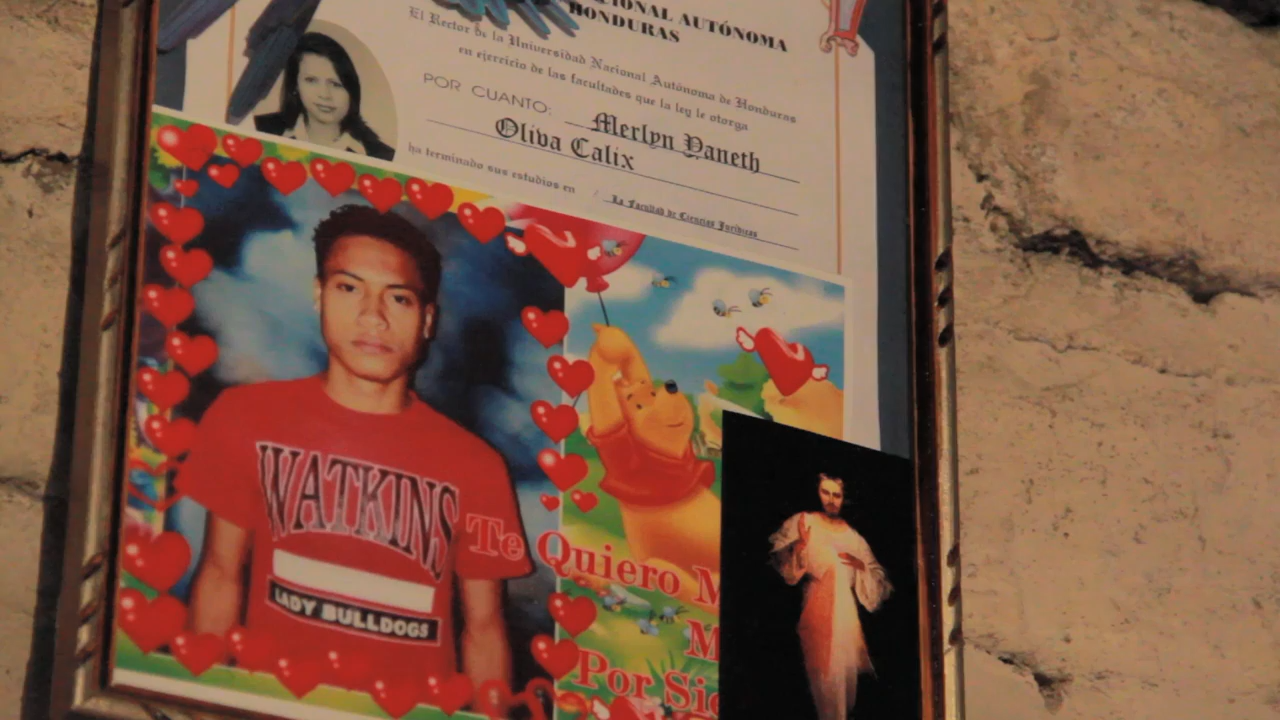 NACIONAL AUTÓNOMA
HONDURAS
El Rector de la Universidad Nacional Autónoma de Honduras
en ejercicio de las facultades que la ley le otorga
POR CUANTO: Merlyn Yaneth
Oliva Calix
ha terminado sus estudios en La Facultad de Ciencias Jurídicas
WATKINS
LADY BULLDOGS
Te Quiero M
M
Por Sie